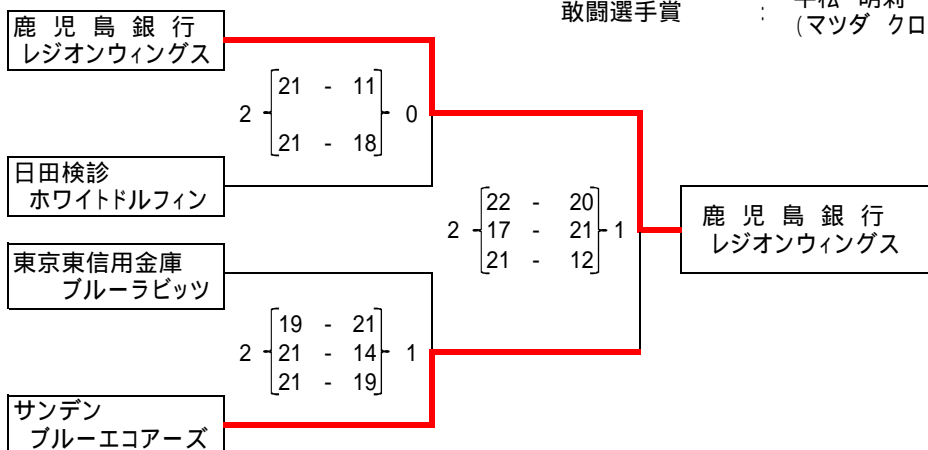 敢闘選手賞 :
(マツダ クロ
鹿 児 島 銀 行
レジオンウィングス
2 21 - 11 0
21 - 18
日田検診
ホワイトドルフィン
22 - 20
2 17 - 21 1
21 - 12
鹿 児 島 銀 行
レジオンウィングス
東京東信用金庫
ブルーラビッツ
19 - 21
2 21 - 14 1
21 - 19
サンデン
ブルーエコアーズ